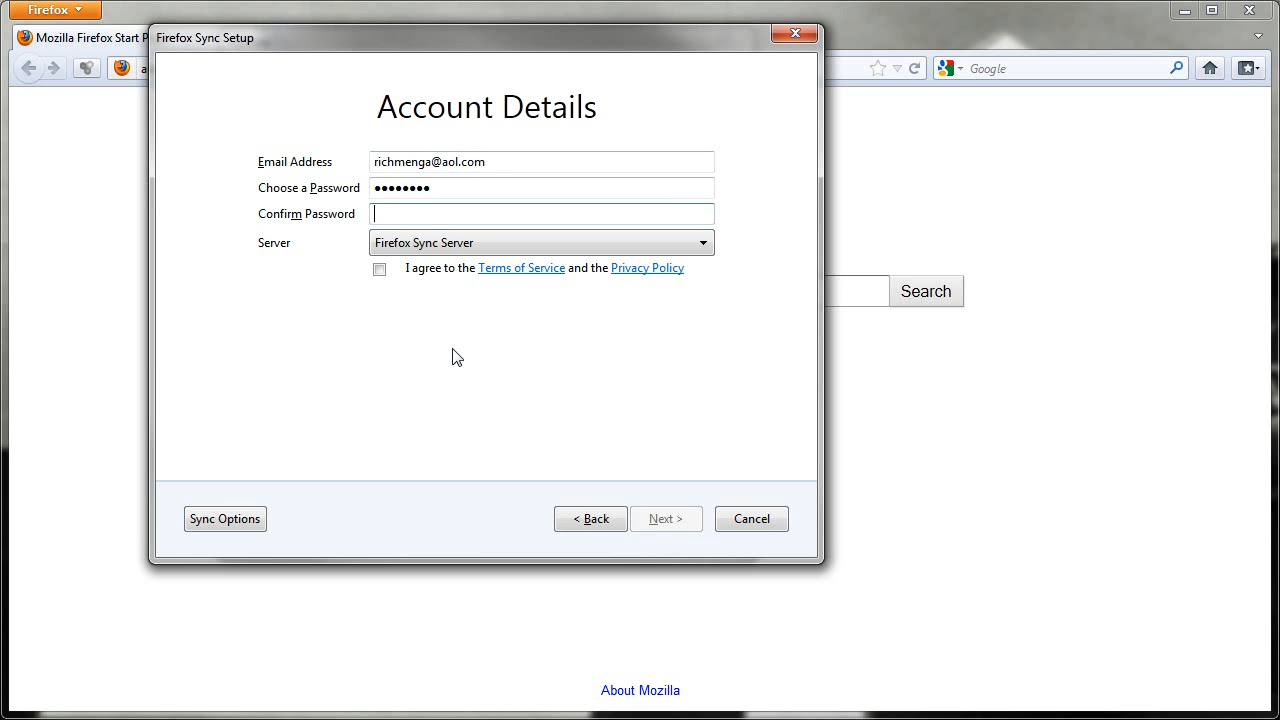 Firefox
Mozilla Firefox Start P
Firefox Sync Setup
a
Google
Account Details
Email Address richmenga@aol.com
Choose a Password ••••••••
Confirm Password
Server Firefox Sync Server
I agree to the Terms of Service and the Privacy Policy
Search
Sync Options < Back Next > Cancel
About Mozilla